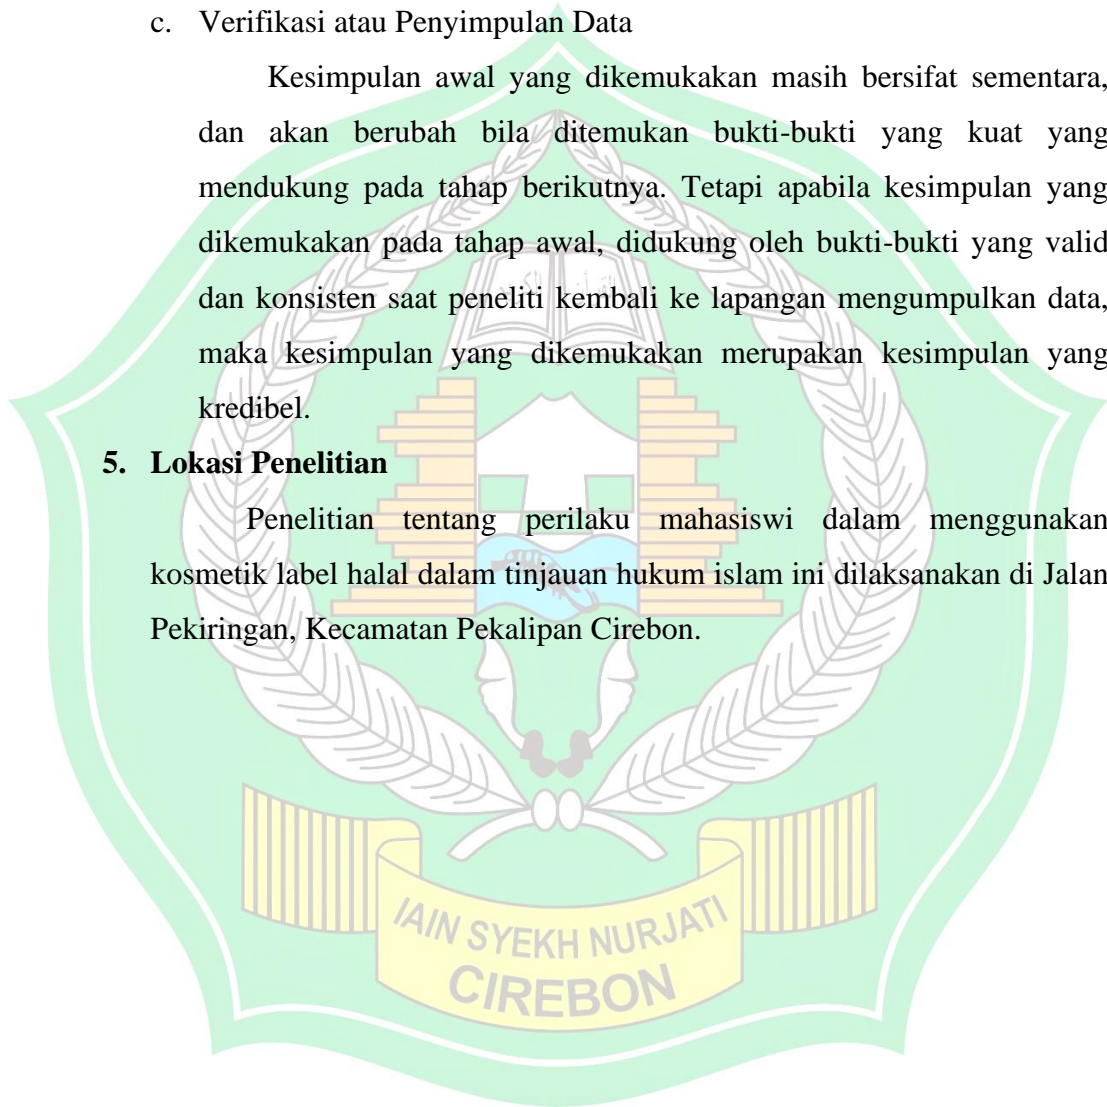 c. Verifikasi atau Penyimpulan Data
Kesimpulan awal yang dikemukakan masih bersifat sementara,
dan akan berubah bila ditemukan bukti-bukti yang kuat yang
mendukung pada tahap berikutnya. Tetapi apabila kesimpulan yang
dikemukakan pada tahap awal, didukung oleh bukti-bukti yang valid
dan konsisten saat peneliti kembali ke lapangan mengumpulkan data,
maka kesimpulan yang dikemukakan merupakan kesimpulan yang
kredibel.
5. Lokasi Penelitian
Penelitian tentang perilaku mahasiswi dalam menggunakan
kosmetik label halal dalam tinjauan hukum islam ini dilaksanakan di Jalan
Pekiringan, Kecamatan Pekalipan Cirebon.
IAIN SYEKH NURJATI
CIREBON